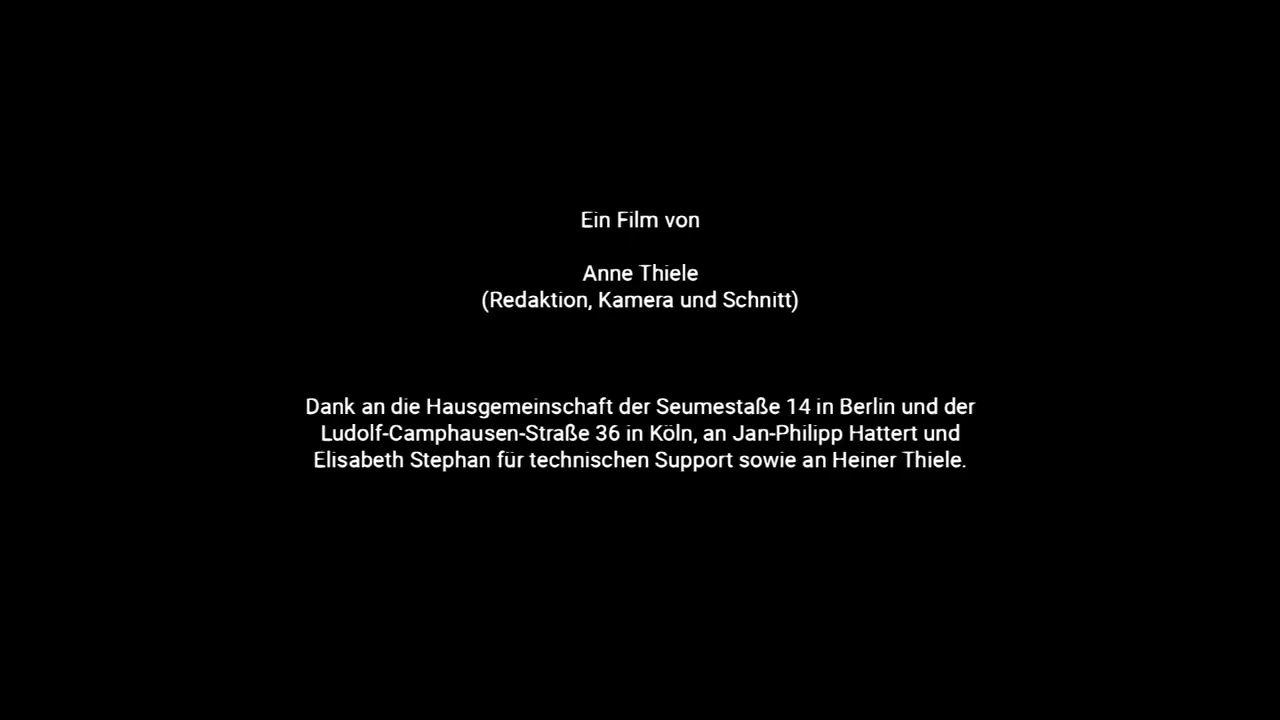 Ein Film von
Anne Thiele
(Redaktion, Kamera und Schnitt)
Dank an die Hausgemeinschaft der Seumestaße 14 in Berlin und der
Ludolf-Camphausen-Straße 36 in Köln, an Jan-Philipp Hattert und
Elisabeth Stephan für technischen Support sowie an Heiner Thiele.